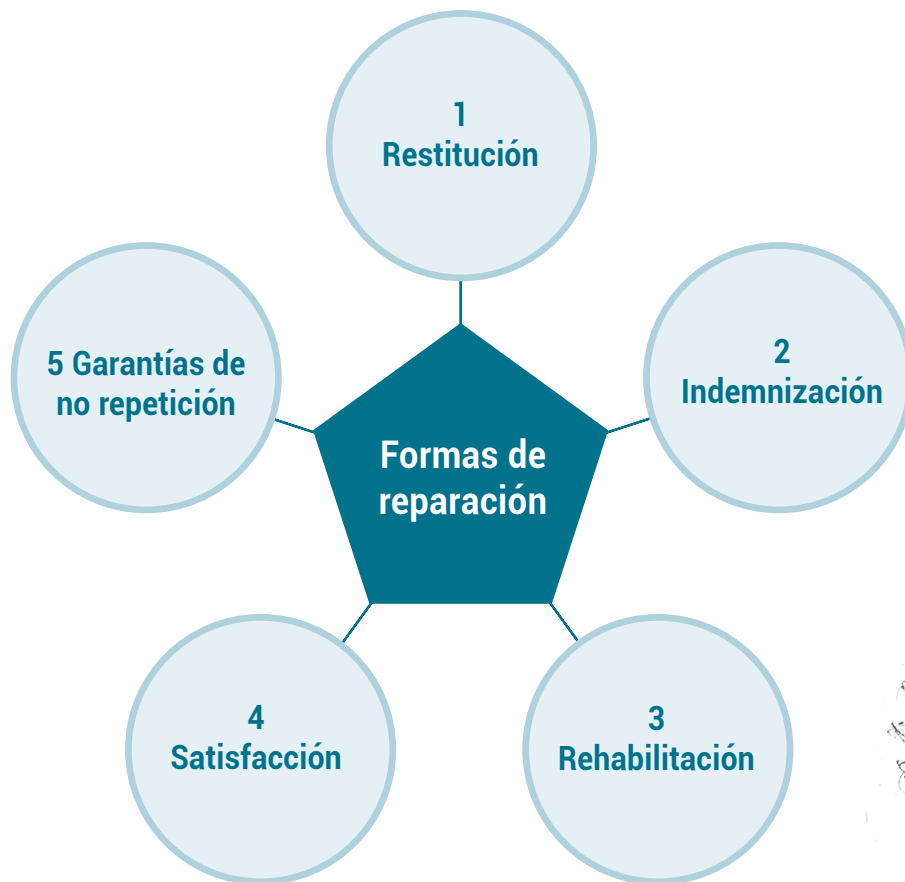 1
Restitución
5 Garantías de
no repetición
2
Indemnización
Formas de
reparación
4
Satisfacción
3
Rehabilitación